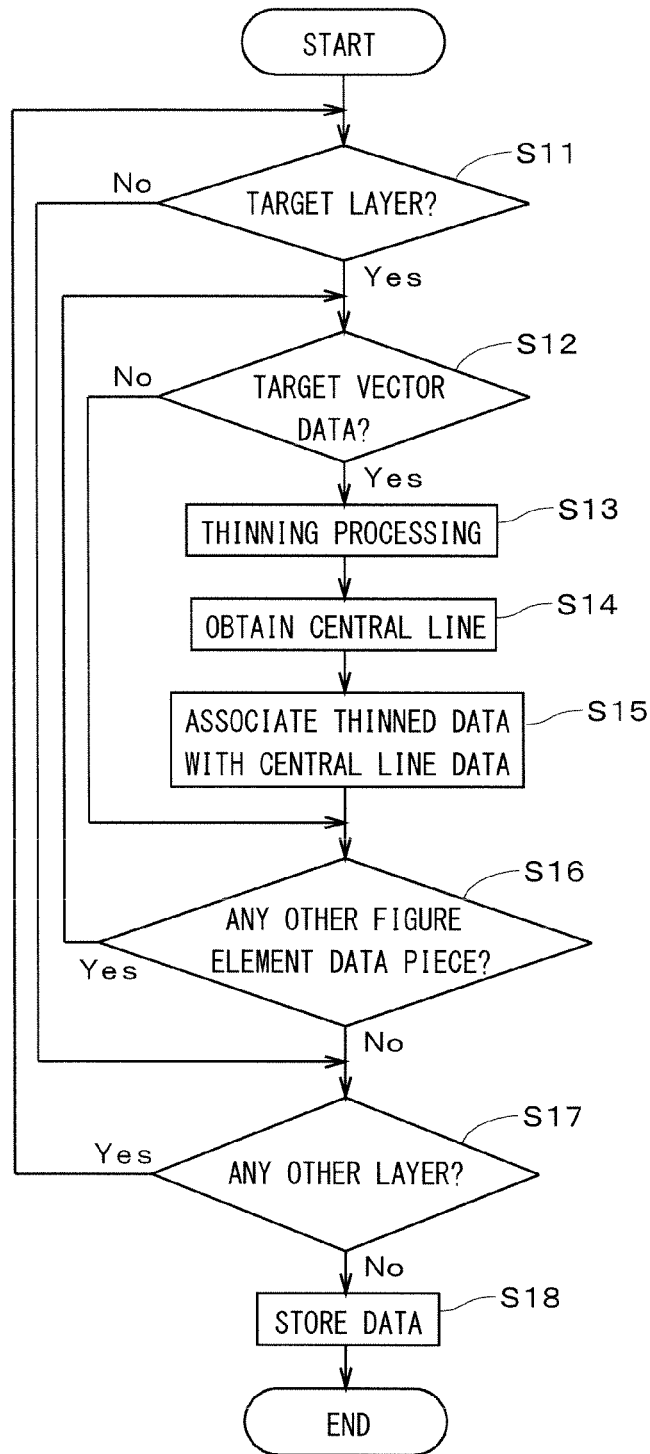 START
S11
No
TARGET LAYER?
Yes
S12
No
TARGET VECTOR
DATA?
Yes
S13
THINNING PROCESSING
S14
OBTAIN CENTRAL LINE
S15
ASSOCIATE THINNED DATA
WITH CENTRAL LINE DATA
S16
ANY OTHER FIGURE
ELEMENT DATA PIECE?
Yes
No
S17
Yes
ANY OTHER LAYER?
No
S18
STORE DATA
END